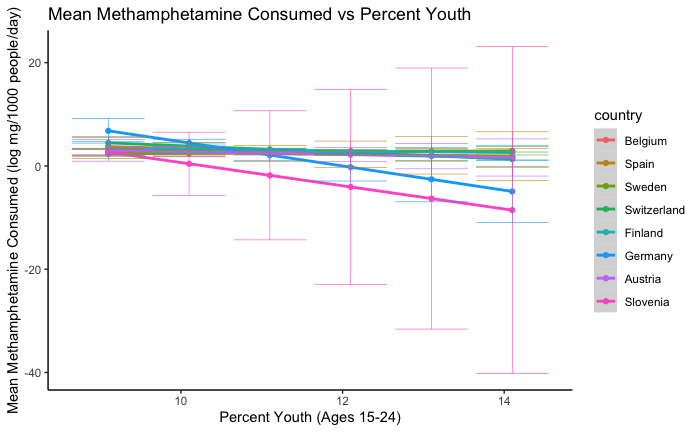 Mean Methamphetamine Consumed vs Percent Youth
Mean Methamphetamine Consumed (log mg/1000 people/day)
20
0
-20
-40
10
12
14
Percent Youth (Ages 15-24)
country
Belgium
Spain
Sweden
Switzerland
Finland
Germany
Austria
Slovenia